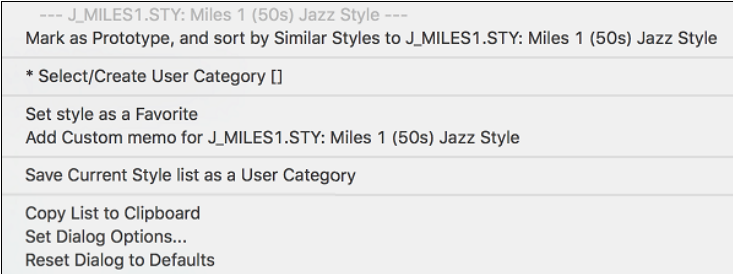 --- J_MILES1.STY: Miles 1 (50s) Jazz Style ---
Mark as Prototype, and sort by Similar Styles to J_MILES1.STY: Miles 1 (50s) Jazz Style
* Select/Create User Category []
Set style as a Favorite
Add Custom memo for J_MILES1.STY: Miles 1 (50s) Jazz Style
Save Current Style list as a User Category
Copy List to Clipboard
Set Dialog Options...
Reset Dialog to Defaults